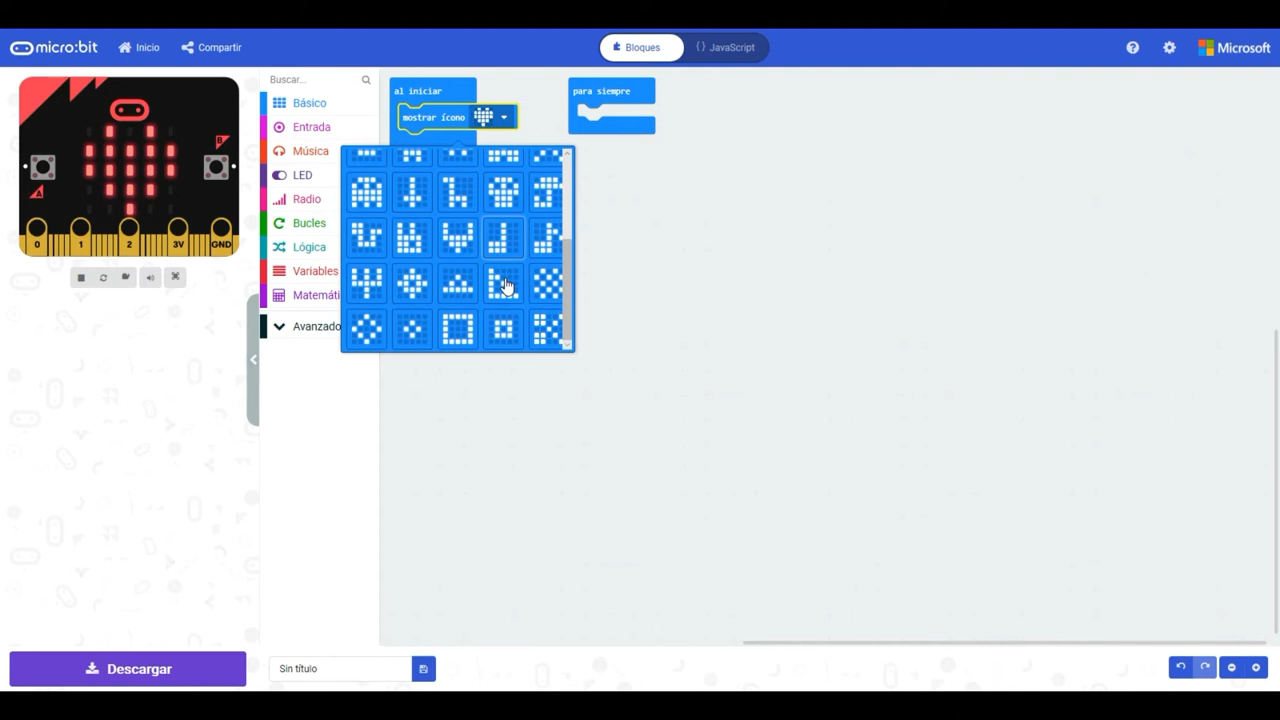 micro:bit
Inicio
Compartir
Bloques
{} JavaScript
Microsoft
A
B
0 1 2 3V GND
Buscar...
Básico
Entrada
Música
LED
Radio
Bucles
Lógica
Variables
Matemáti
Avanzado
al iniciar
mostrar ícono
para siempre
Descargar
Sin título